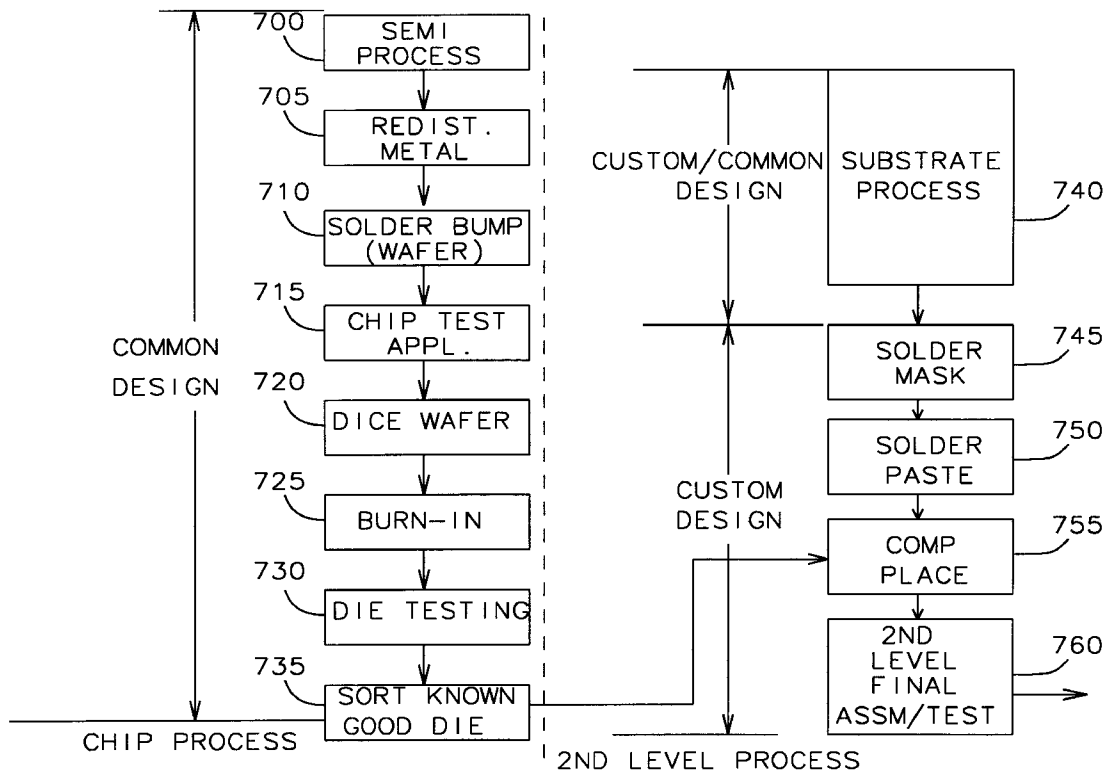 700
SEMI
PROCESS
705
REDIST.
METAL
710
SOLDER BUMP
(WAFER)
715
CHIP TEST
APPL.
720
DICE WAFER
725
BURN-IN
730
DIE TESTING
735
SORT KNOWN
GOOD DIE
COMMON
DESIGN
CHIP PROCESS
CUSTOM/COMMON
DESIGN
SUBSTRATE
PROCESS
740
SOLDER
MASK
745
SOLDER
PASTE
750
CUSTOM
DESIGN
COMP
PLACE
755
2ND
LEVEL
FINAL
ASSM/TEST
760
2ND LEVEL PROCESS